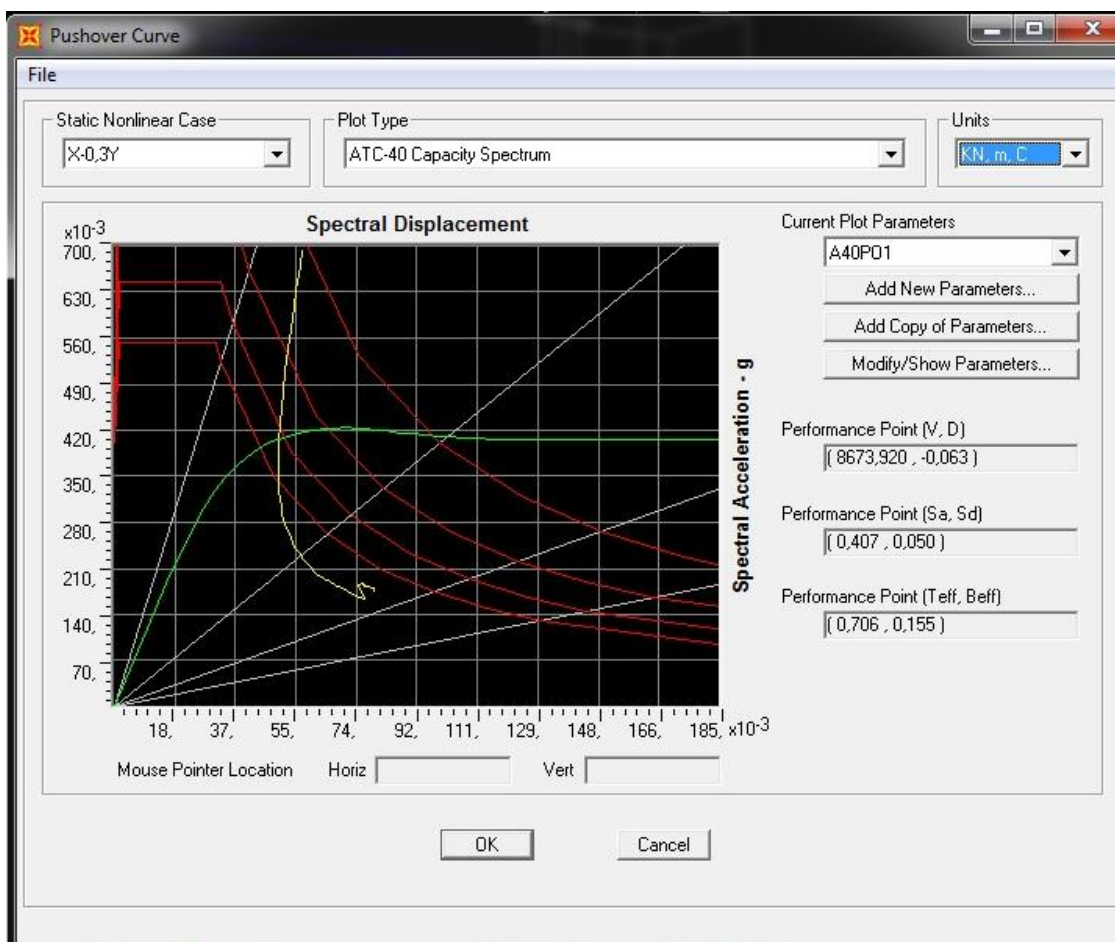 Pushover Curve
File
Static Nonlinear Case
X-0,3Y
Plot Type
ATC-40 Capacity Spectrum
Units
KN, m, C
Spectral Displacement
x10-3
700,
630,
560,
490,
420,
350,
280,
210,
140,
70,
18, 37, 55, 74, 92, 111, 129, 148, 166, 185, x10-3
Spectral Acceleration - g
Mouse Pointer Location Horiz Vert
Current Plot Parameters
A40PO1
Add New Parameters...
Add Copy of Parameters...
Modify/Show Parameters...
Performance Point (V, D)
( 8673,920 , -0,063 )
Performance Point (Sa, Sd)
( 0,407 , 0,050 )
Performance Point (Teff, Beff)
( 0,706 , 0,155 )
OK Cancel